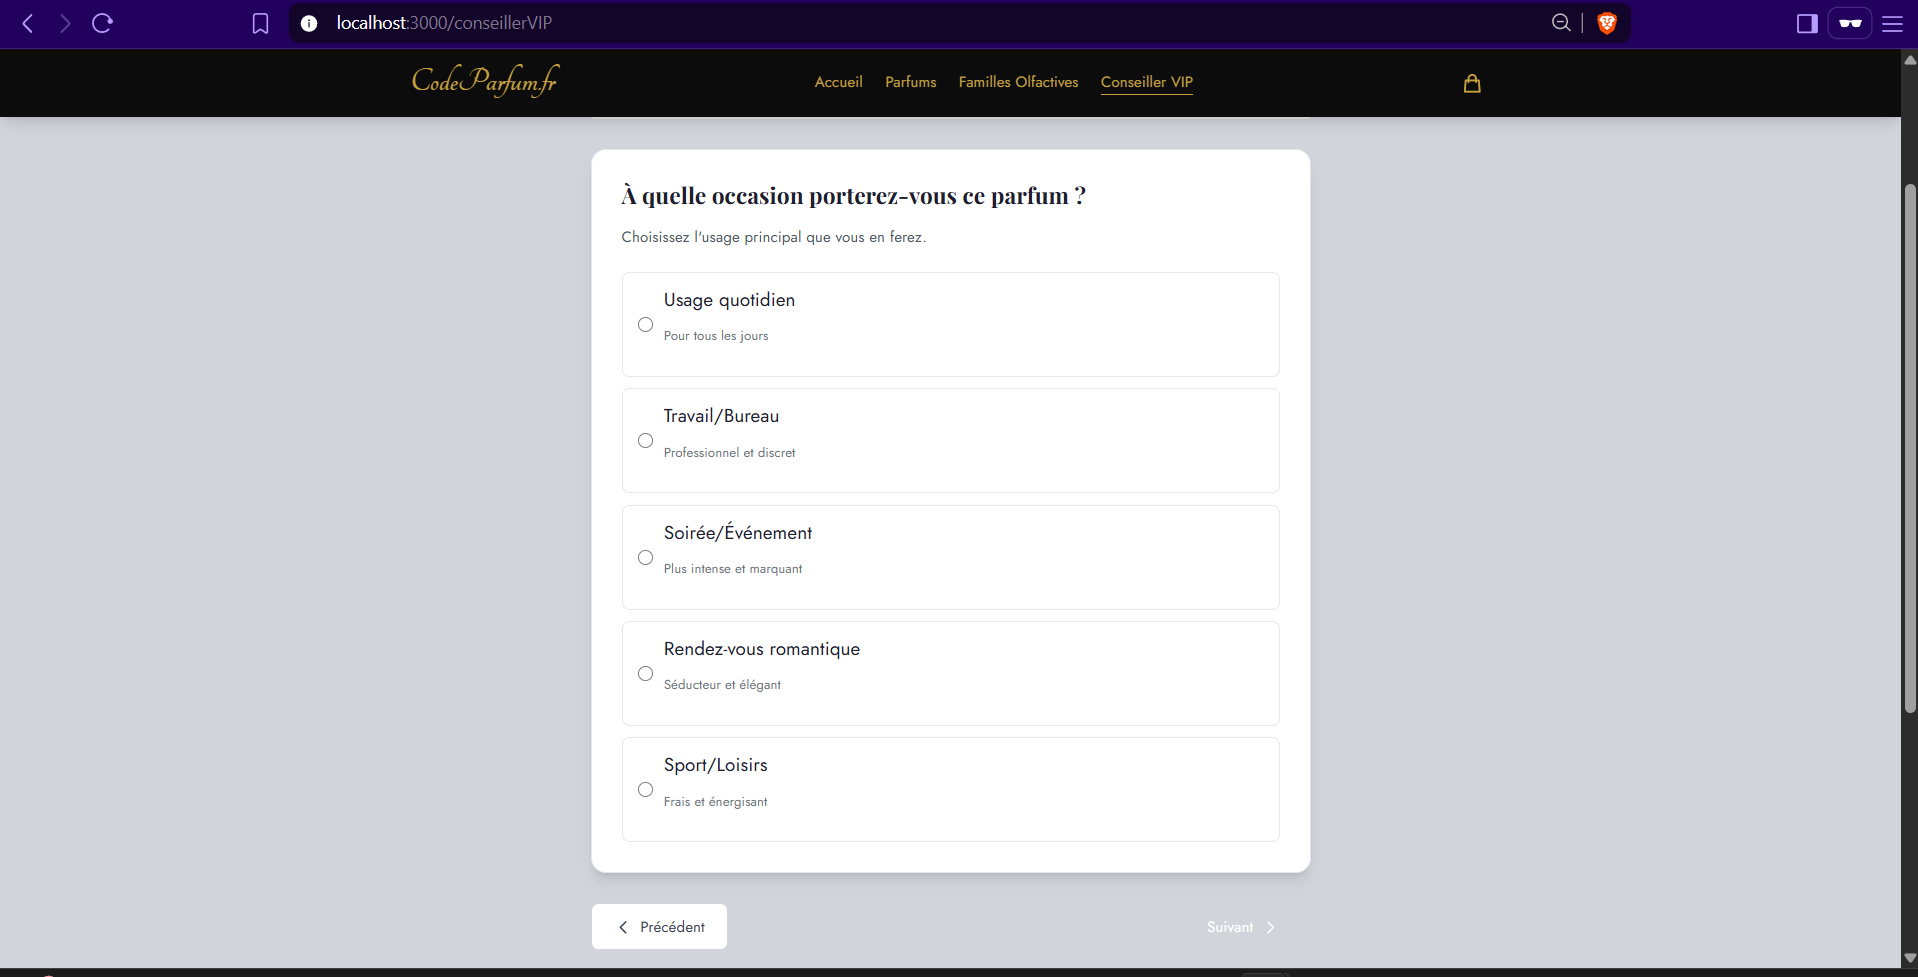 localhost:3000/conseillerVIP
CodeParfum.fr
Accueil Parfums Familles Olfactives Conseiller VIP
À quelle occasion porterez-vous ce parfum ?
Choisissez l'usage principal que vous en ferez.
Usage quotidien
Pour tous les jours
Travail/Bureau
Professionnel et discret
Soirée/Événement
Plus intense et marquant
Rendez-vous romantique
Séducteur et élégant
Sport/Loisirs
Frais et énergisant
Précédent
Suivant